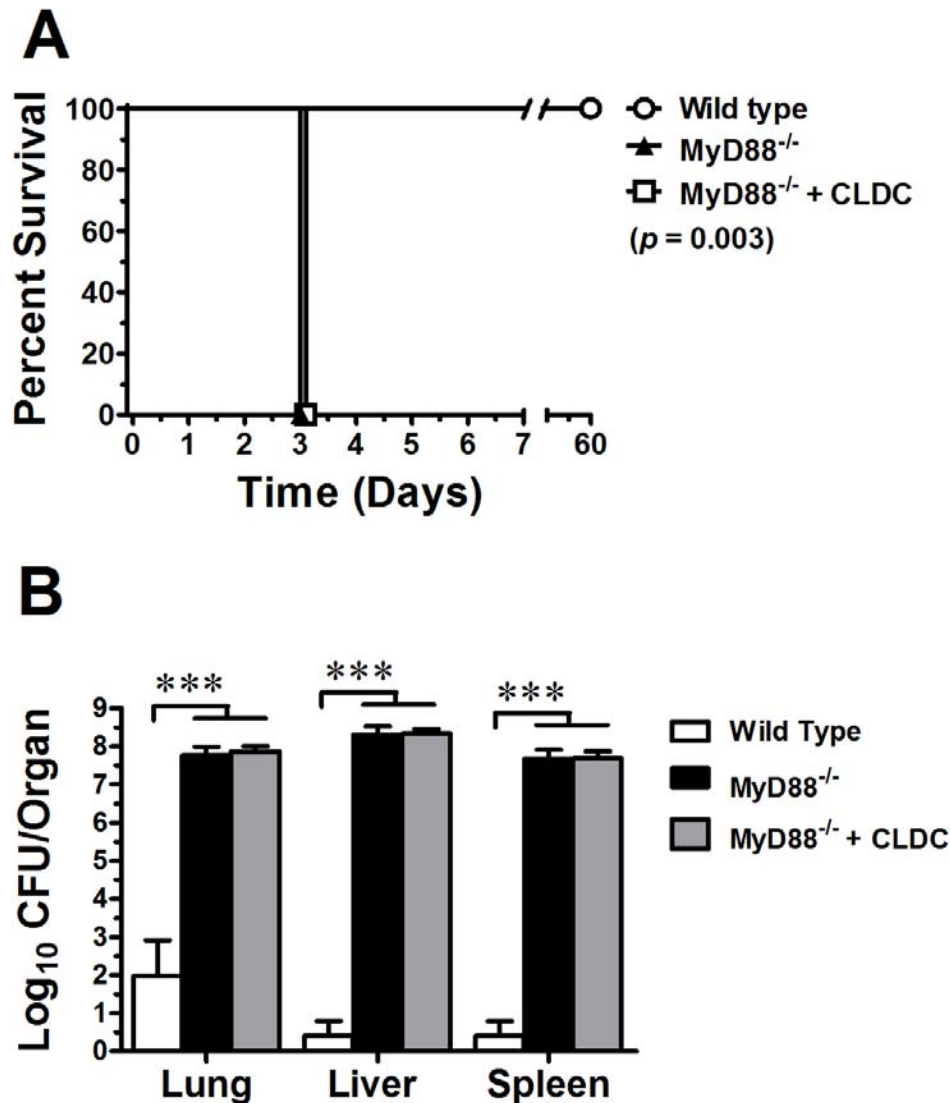 A
Percent Survival
100
80
60
40
20
0
0 1 2 3 4 5 6 7 60
Time (Days)
Wild type
MyD88-/-
MyD88-/- + CLDC
(p = 0.003)
B
Log10 CFU/Organ
9
8
7
6
5
4
3
2
1
0
*** *** ***
Lung Liver Spleen
Wild Type
MyD88-/-
MyD88-/- + CLDC